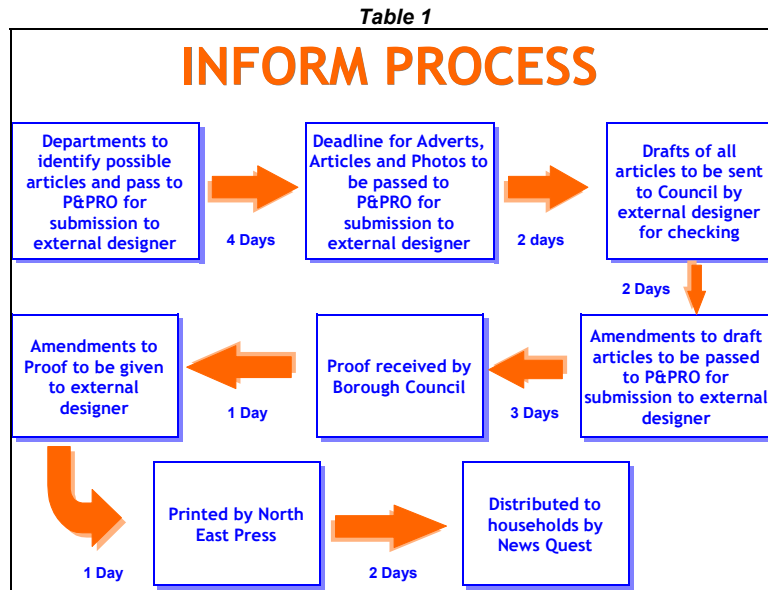 Table 1
INFORM PROCESS
Departments to
identify possible
articles and pass to
P&PRO for
submission to
external designer
4 Days
Deadline for Adverts,
Articles and Photos to
be passed to
P&PRO for
submission to
external designer
2 days
Drafts of all
articles to be sent
to Council by
external designer
for checking
2 Days
Amendments to draft
articles to be passed
to P&PRO for
submission to external
designer
3 Days
Proof received by
Borough Council
1 Day
Amendments to
Proof to be given
to external
designer
1 Day
Printed by North
East Press
2 Days
Distributed to
households by
News Quest